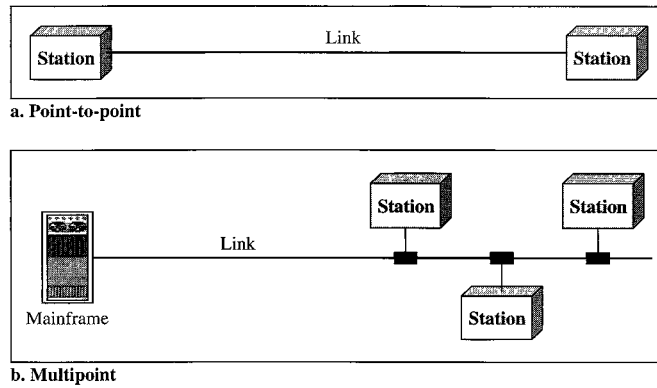 Link
Station
Station
a. Point-to-point
Station
Station
Link
Station
Mainframe
b. Multipoint